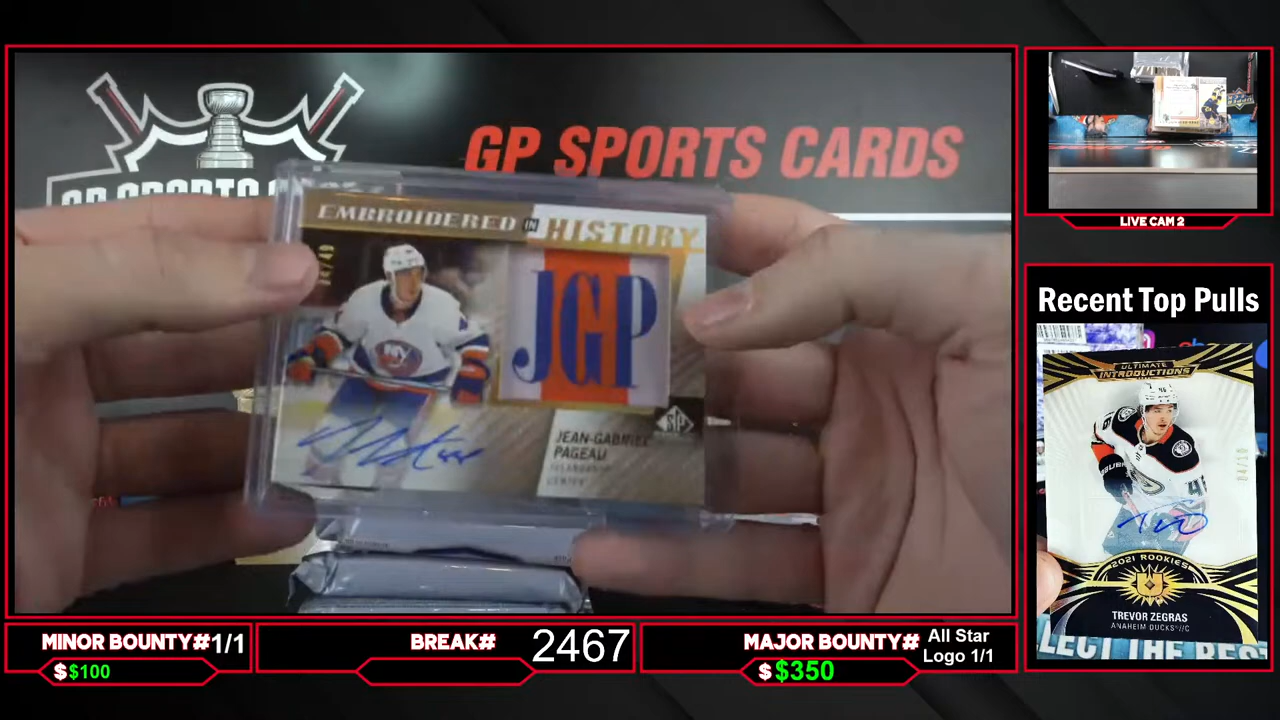 GP SPORTS CARDS
EMBROIDERED IN HISTORY
JGP
NY
JEAN-GABRIEL
PAGEAU
CENTER
LIVE CAM 2
Recent Top Pulls
ULTIMATE
INTRODUCTIONS
2021 ROOKIES
TREVOR ZEGRAS
ANAHEIM DUCKS // C
MINOR BOUNTY# 1/1
$ $100
BREAK# 2467
MAJOR BOUNTY# All Star
Logo 1/1
$ $350